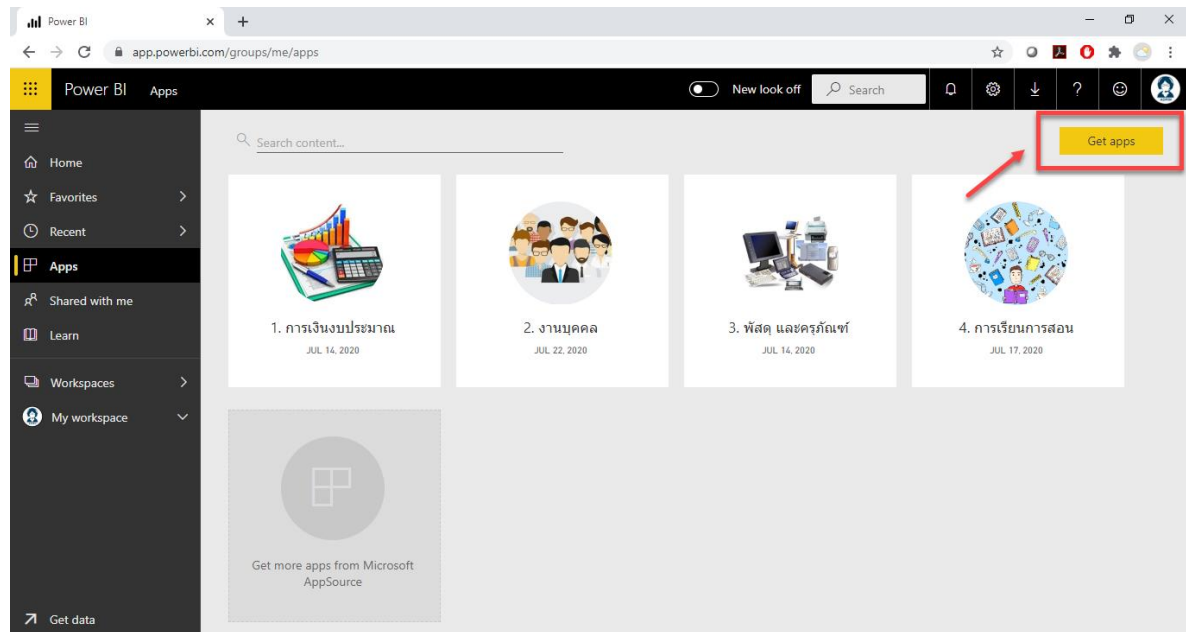 Power BI
app.powerbi.com/groups/me/apps
Power BI Apps
New look off
Search
Search content...
Get apps
Home
Favorites
Recent
Apps
Shared with me
Learn
Workspaces
My workspace
Get data
1. การเงินงบประมาณ
JUL 14, 2020
2. งานบุคคล
JUL 22, 2020
3. พัสดุ และครุภัณฑ์
JUL 14, 2020
4. การเรียนการสอน
JUL 17, 2020
Get more apps from Microsoft
AppSource